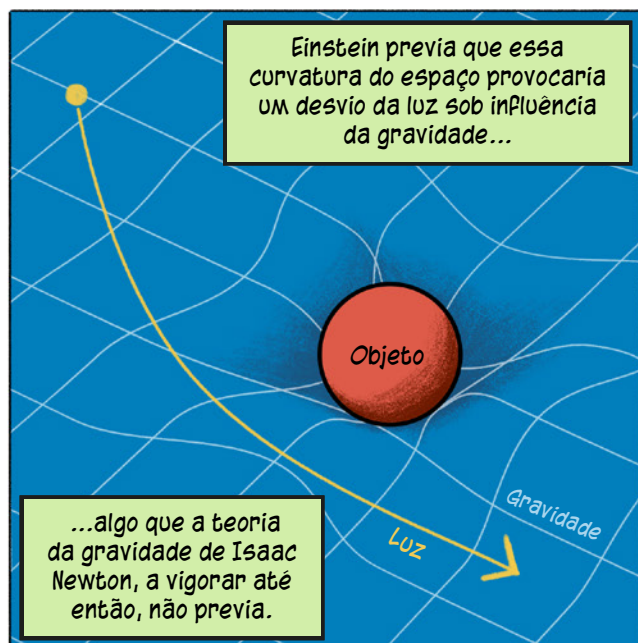 Einstein previa que essa
curvatura do espaço provocaria
um desvio da luz sob influência
da gravidade...
Objeto
Gravidade
Luz
...algo que a teoria
da gravidade de Isaac
Newton, a vigorar até
então, não previa.